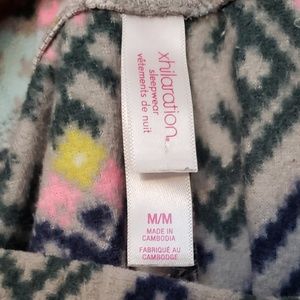 xhilaration
sleepwear
vêtements de nuit
M/M
MADE IN
CAMBODIA
FABRIQUÉ AU
CAMBODGE